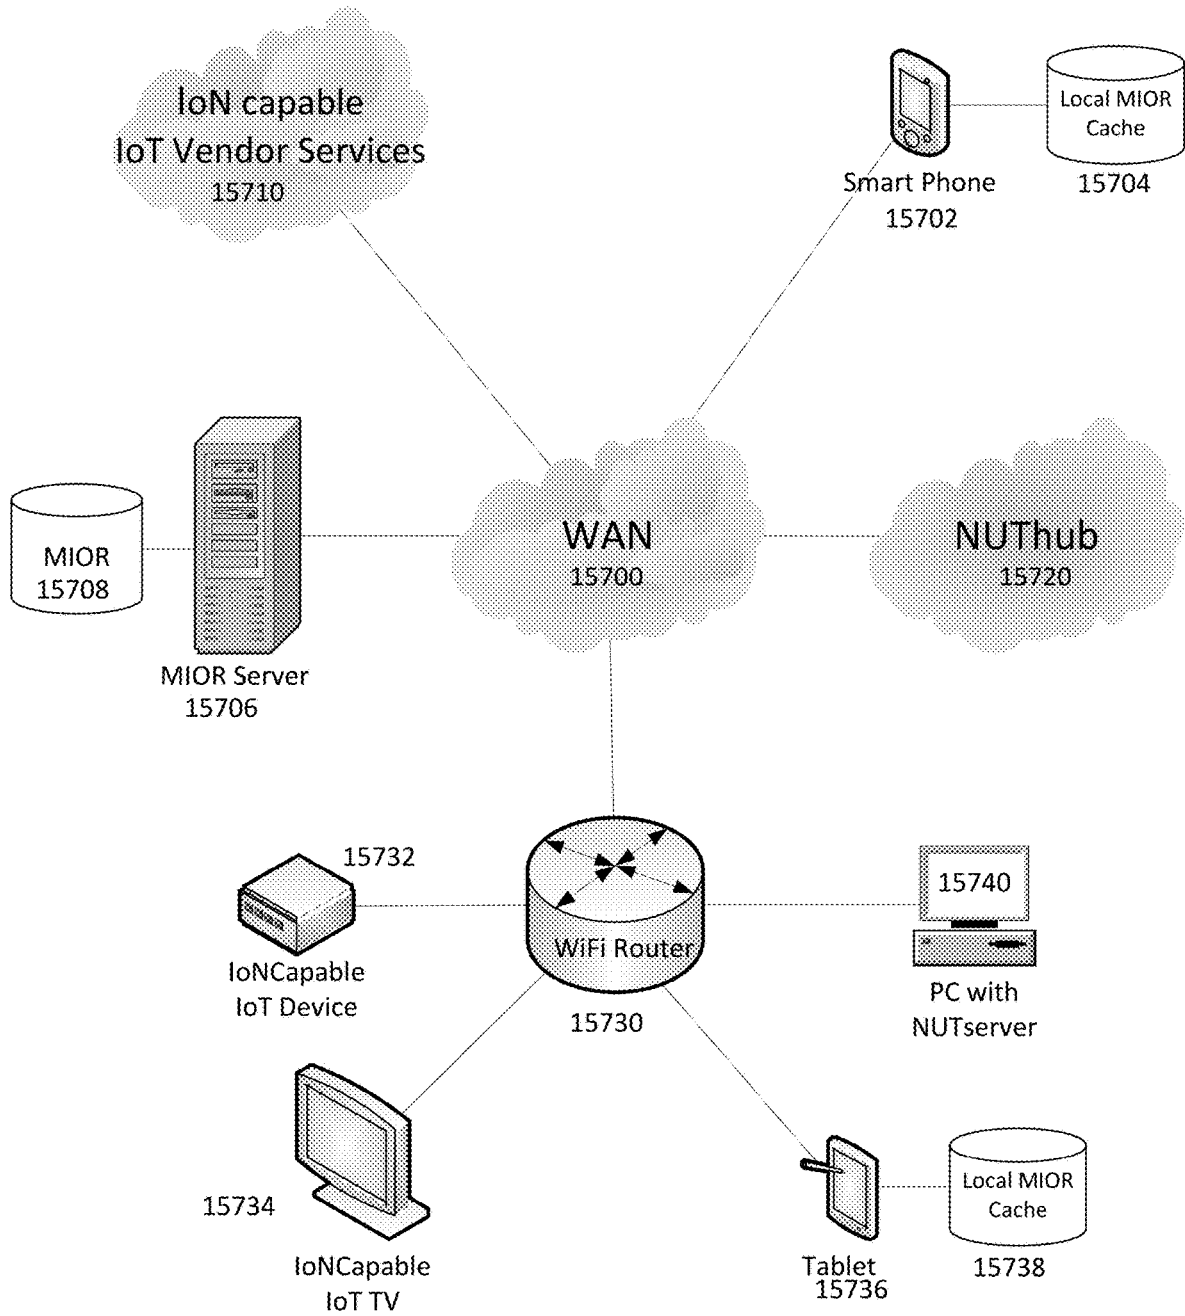 IoN capable
IoT Vendor Services
15710
Local MIOR
Cache
15704
Smart Phone
15702
MIOR
15708
MIOR Server
15706
WAN
15700
NUThub
15720
15732
IoNCapable
IoT Device
WiFi Router
15730
15740
PC with
NUTserver
15734
IoNCapable
IoT TV
Tablet
15736
Local MIOR
Cache
15738